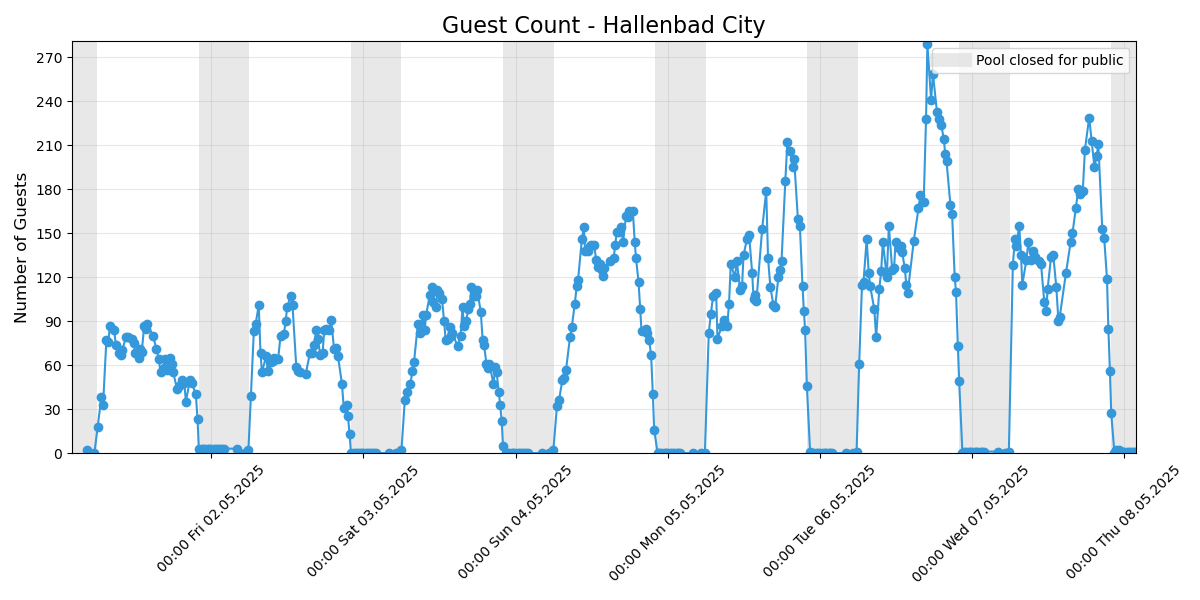 Guest Count - Hallenbad City
Pool closed for public
Number of Guests
270
240
210
180
150
120
90
60
30
0
00:00 Fri 02.05.2025
00:00 Sat 03.05.2025
00:00 Sun 04.05.2025
00:00 Mon 05.05.2025
00:00 Tue 06.05.2025
00:00 Wed 07.05.2025
00:00 Thu 08.05.2025